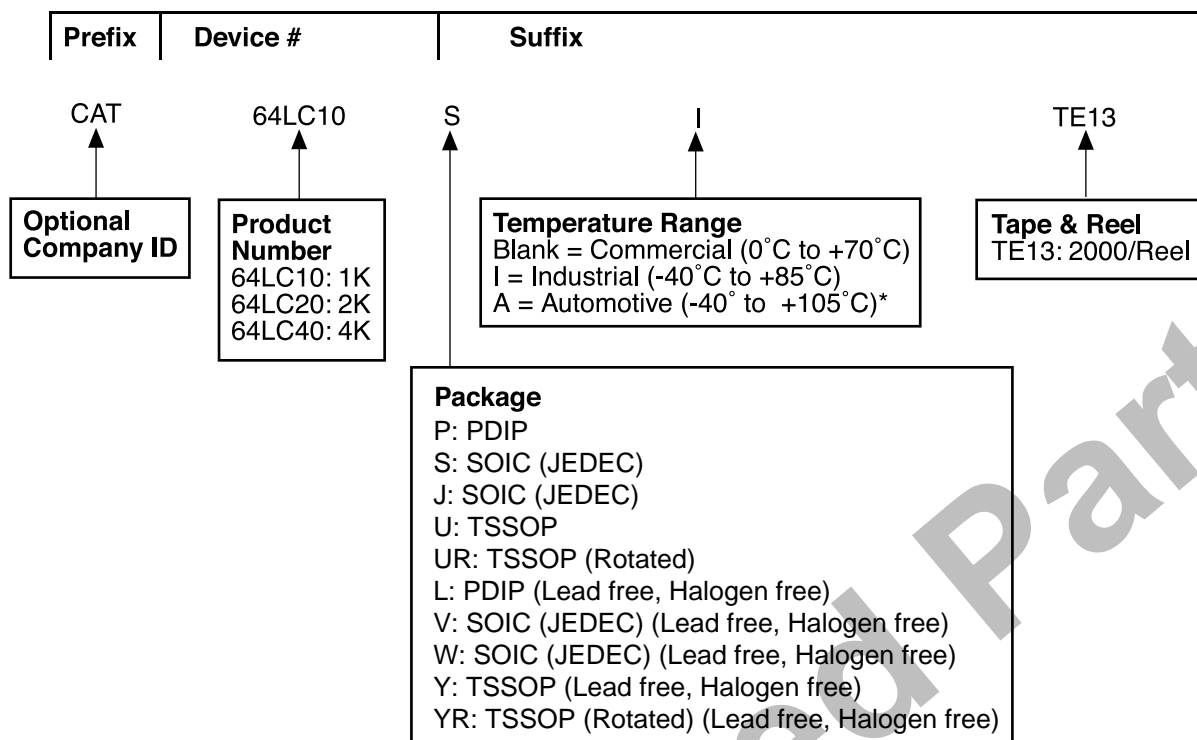 Prefix Device # Suffix
CAT 64LC10 S I TE13
Optional
Company ID
Product
Number
64LC10: 1K
64LC20: 2K
64LC40: 4K
Temperature Range
Blank = Commercial (0˚C to +70˚C)
I = Industrial (-40˚C to +85˚C)
A = Automotive (-40˚ to +105˚C)*
Tape & Reel
TE13: 2000/Reel
Package
P: PDIP
S: SOIC (JEDEC)
J: SOIC (JEDEC)
U: TSSOP
UR: TSSOP (Rotated)
L: PDIP (Lead free, Halogen free)
V: SOIC (JEDEC) (Lead free, Halogen free)
W: SOIC (JEDEC) (Lead free, Halogen free)
Y: TSSOP (Lead free, Halogen free)
YR: TSSOP (Rotated) (Lead free, Halogen free)
ed Part